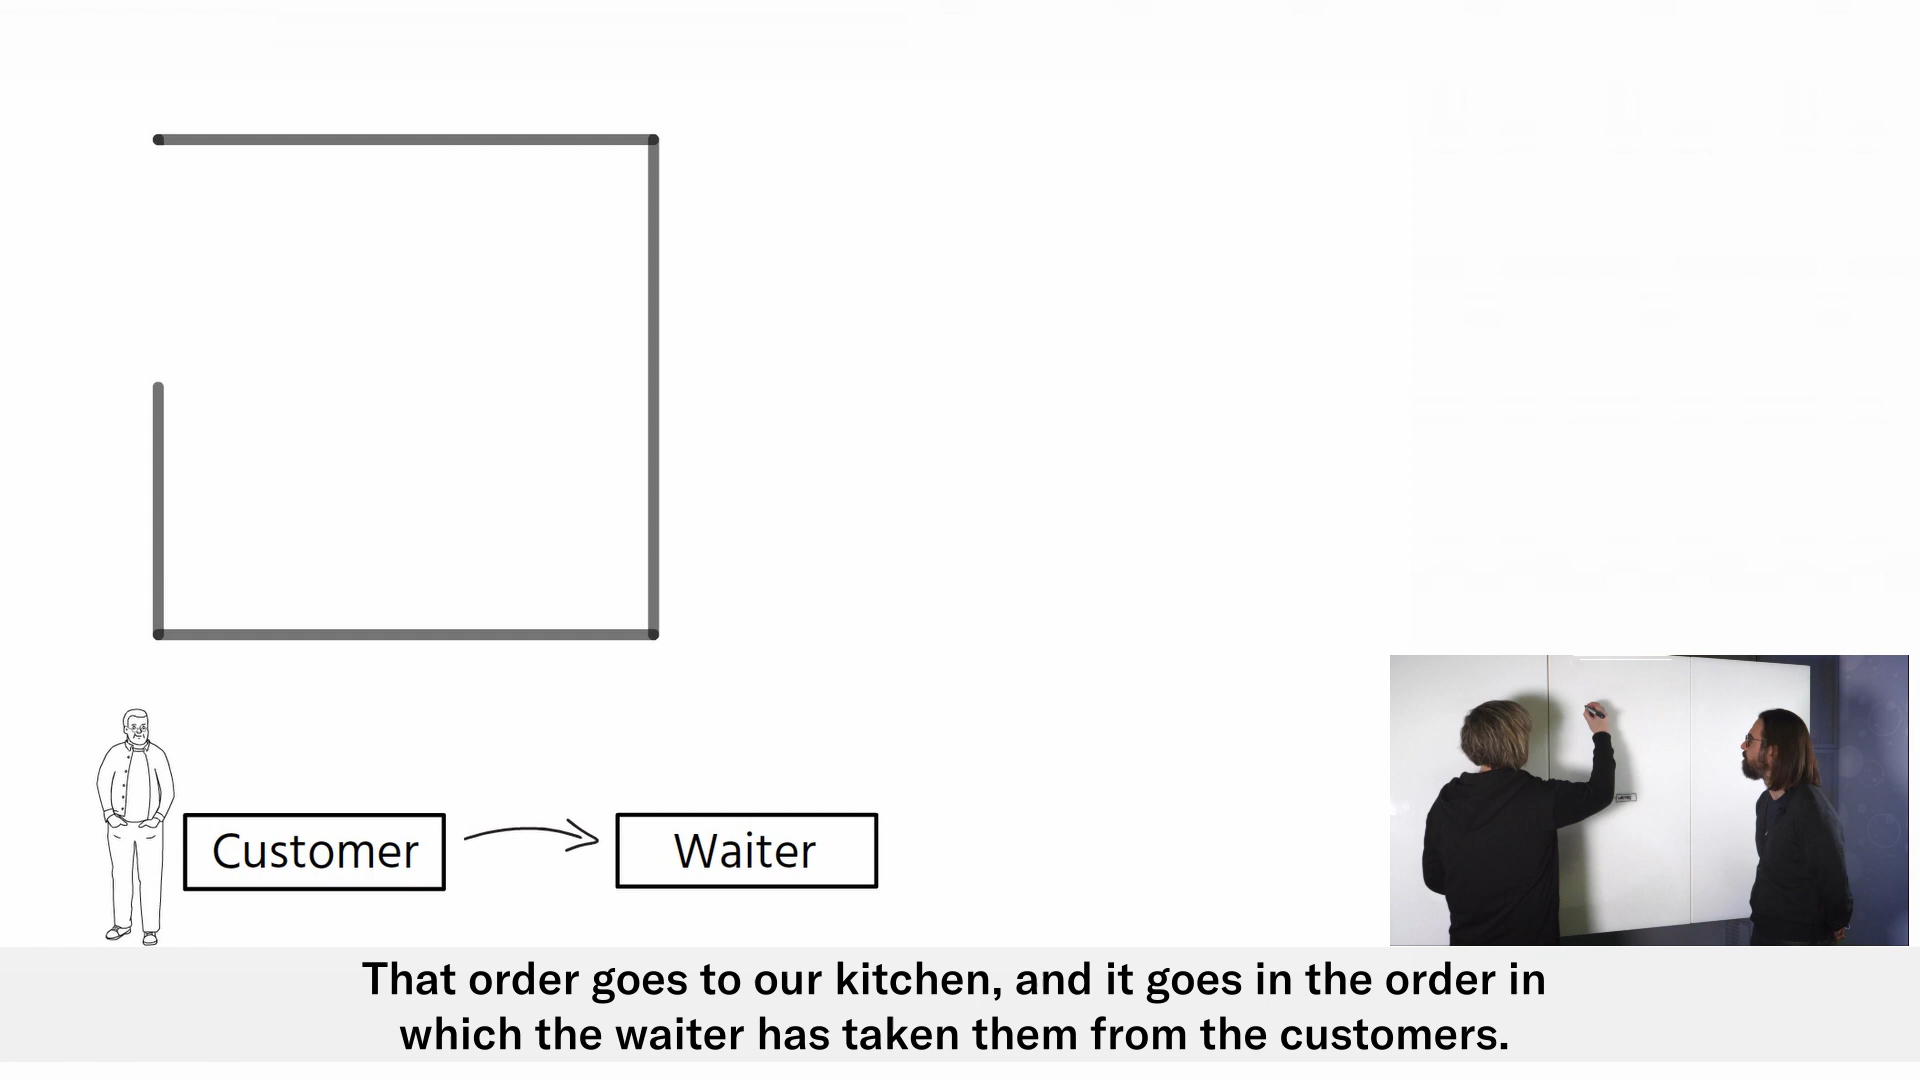 Customer
Waiter
That order goes to our kitchen, and it goes in the order in
which the waiter has taken them from the customers.